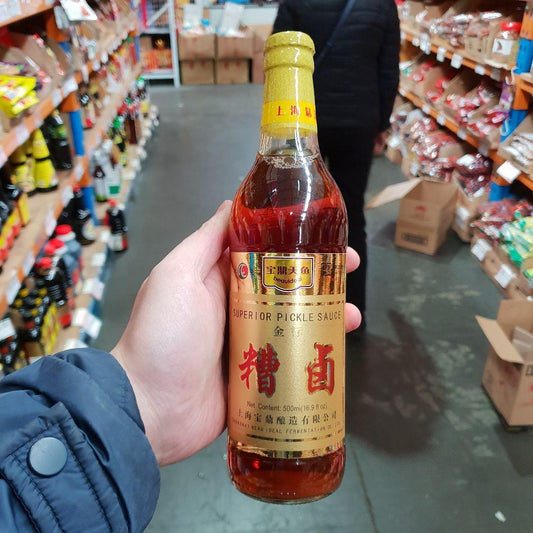 上海鼎
宝鼎天鱼
SUPERIOR PICKLE SAUCE
糟卤
Net Content: 500ml(16.9 fl oz)
上海宝鼎酿造有限公司